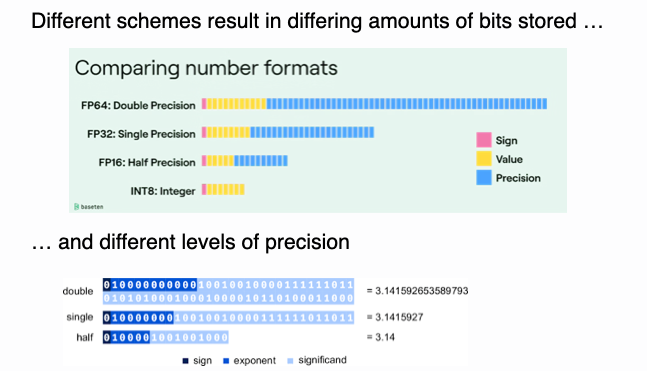 Different schemes result in differing amounts of bits stored …
Comparing number formats
FP64: Double Precision
FP32: Single Precision
FP16: Half Precision
INT8: Integer
Sign
Value
Precision
baseten
… and different levels of precision
double 01000000000010010010000111111011 = 3.141592653589793
01010100010001000010110100011000
single 01000000010010010000111111011011 = 3.1415927
half 0100001001001000 = 3.14
sign exponent significand